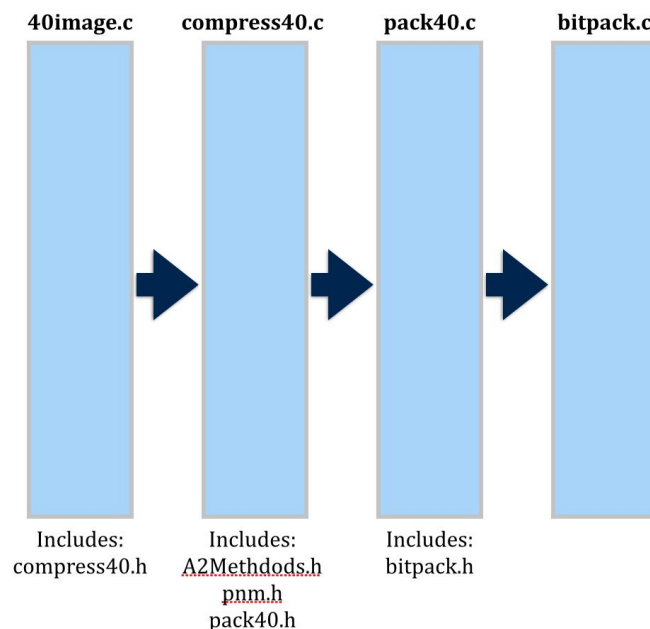 40image.c compress40.c pack40.c bitpack.c
Includes: Includes: Includes:
compress40.h A2Methdods.h bitpack.h
pnm.h
pack40.h